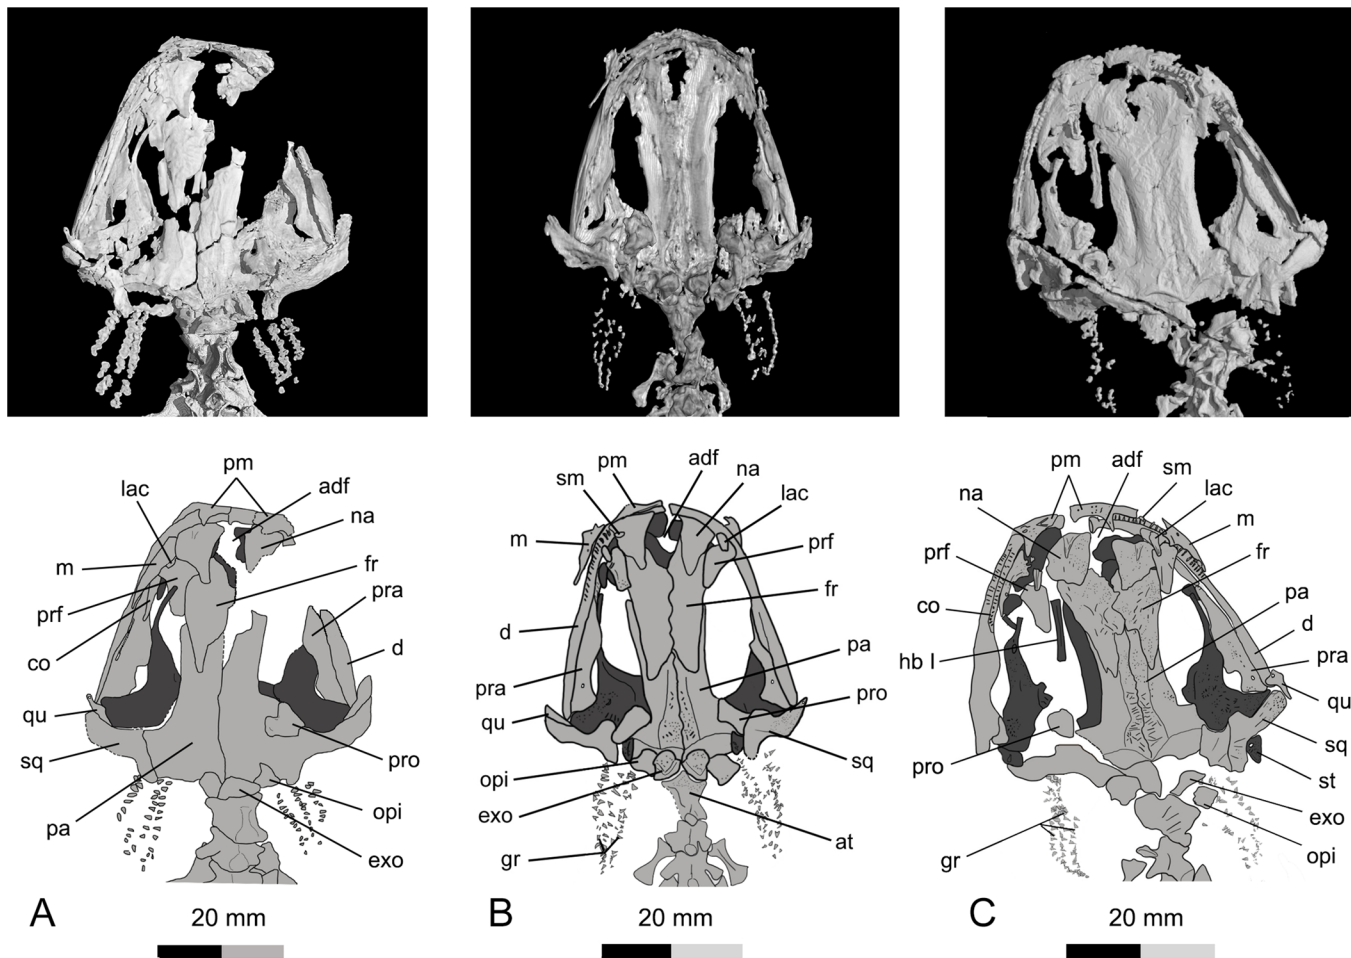 pm
lac
adf
na
m
fr
prf
pra
co
d
qu
sq
pro
pa
opi
exo
A
20 mm
pm
adf
na
sm
lac
m
prf
fr
d
pa
pra
pro
qu
sq
opi
exo
at
gr
B
20 mm
pm
adf
sm
na
lac
m
prf
fr
co
pa
d
hb I
pra
qu
pro
sq
st
exo
gr
opi
C
20 mm